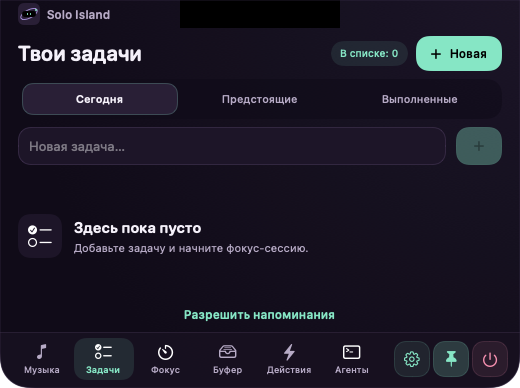 Solo Island
Твои задачи
В списке: 0
+ Новая
Сегодня
Предстоящие
Выполненные
Новая задача...
+
Здесь пока пусто
Добавьте задачу и начните фокус-сессию.
Разрешить напоминания
Музыка
Задачи
Фокус
Буфер
Действия
Агенты